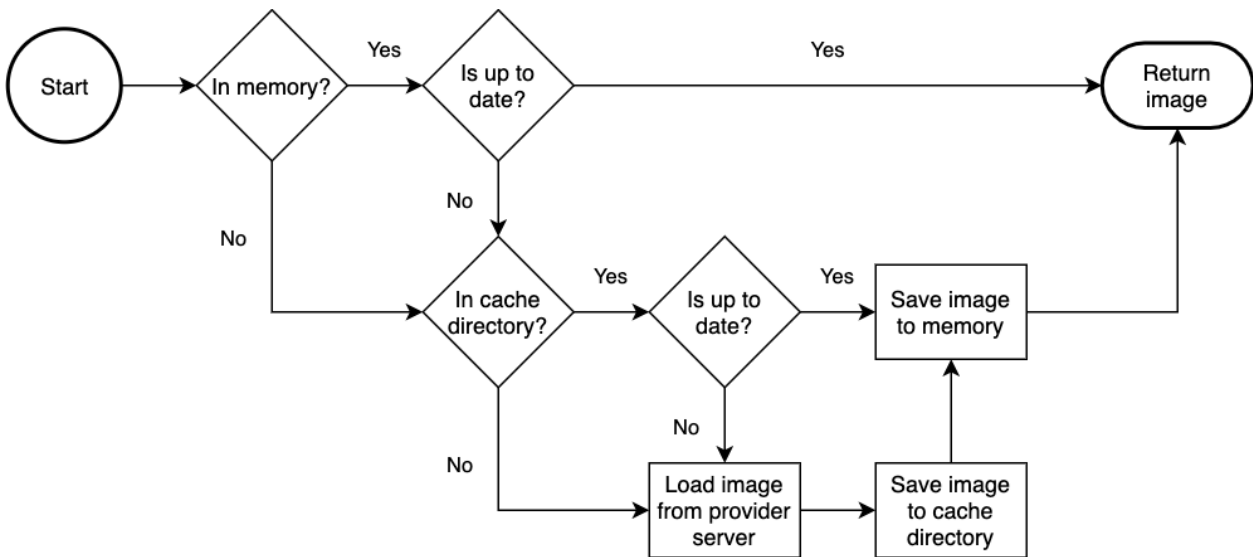 Start
In memory?
Yes
Is up to
date?
Yes
Return
image
No
No
In cache
directory?
Yes
Is up to
date?
Yes
Save image
to memory
No
No
Load image
from provider
server
Save image
to cache
directory